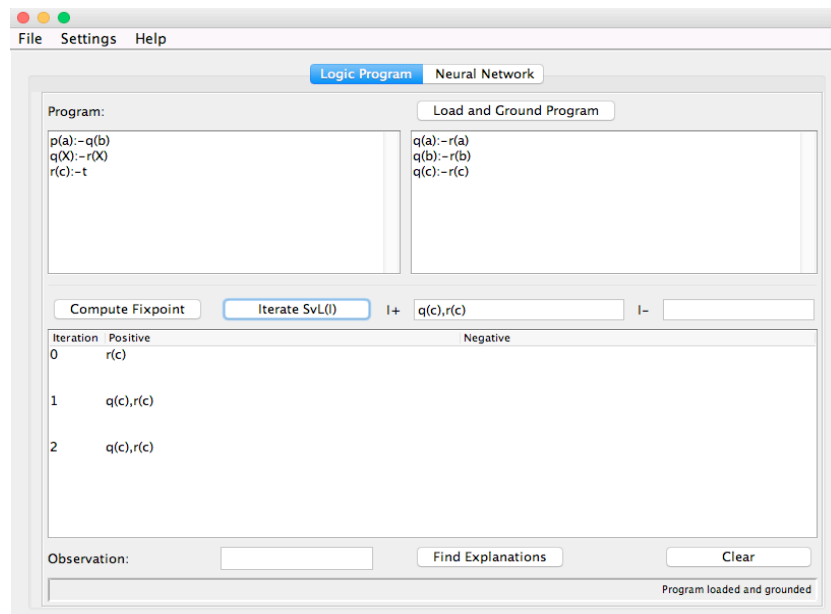 File Settings Help
Logic Program Neural Network
Program: Load and Ground Program
p(a):-q(b)
q(X):-r(X)
r(c):-t
q(a):-r(a)
q(b):-r(b)
q(c):-r(c)
Compute Fixpoint Iterate SvL(I) I+ q(c),r(c) I-
Iteration Positive Negative
0 r(c)
1 q(c),r(c)
2 q(c),r(c)
Observation: Find Explanations Clear
Program loaded and grounded